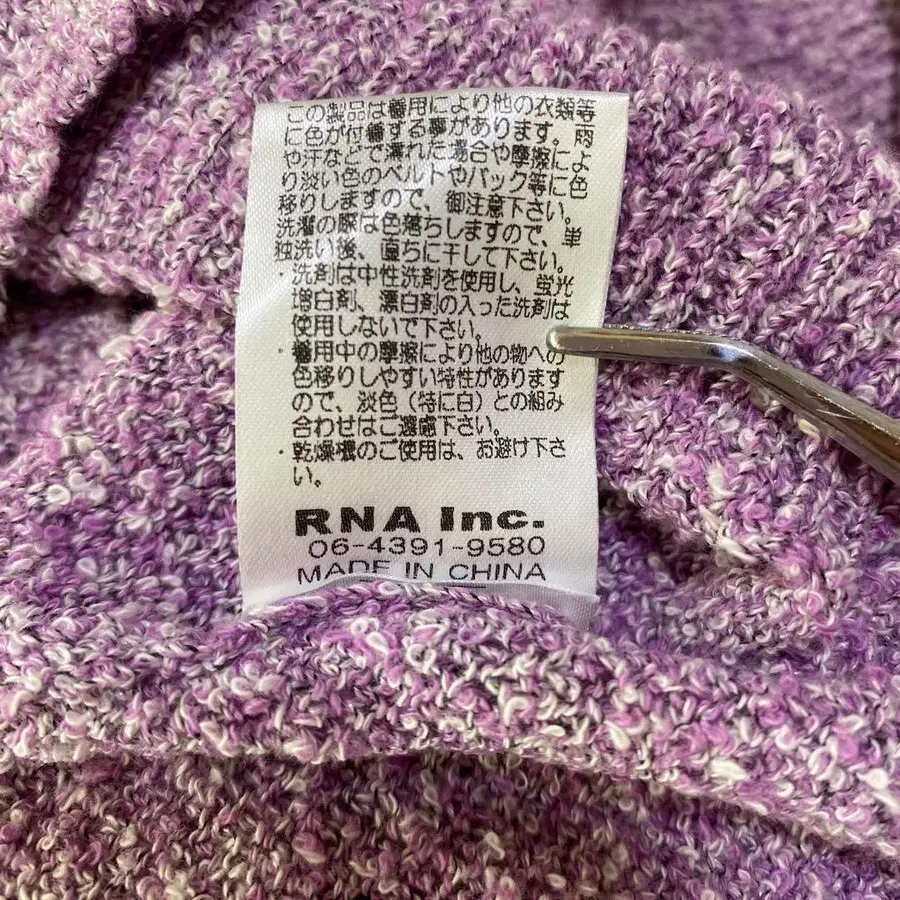 この製品は着用により他の衣類等
に色が付着する事があります。雨
や汗などで濡れた場合や摩擦によ
り淡い色のベルトやバック等に色
移りしますので、御注意下さい。
洗濯の際は色落ちしますので、単
独洗い後、直ちに干して下さい。
・洗剤は中性洗剤を使用し、蛍光
増白剤、漂白剤の入った洗剤は
使用しないで下さい。
・着用中の摩擦により他の物への
色移りしやすい特性があります
ので、淡色（特に白）との組み
合わせはご遠慮下さい。
・乾燥機のご使用は、お避け下さ
い。
RNA Inc.
06-4391-9580
MADE IN CHINA